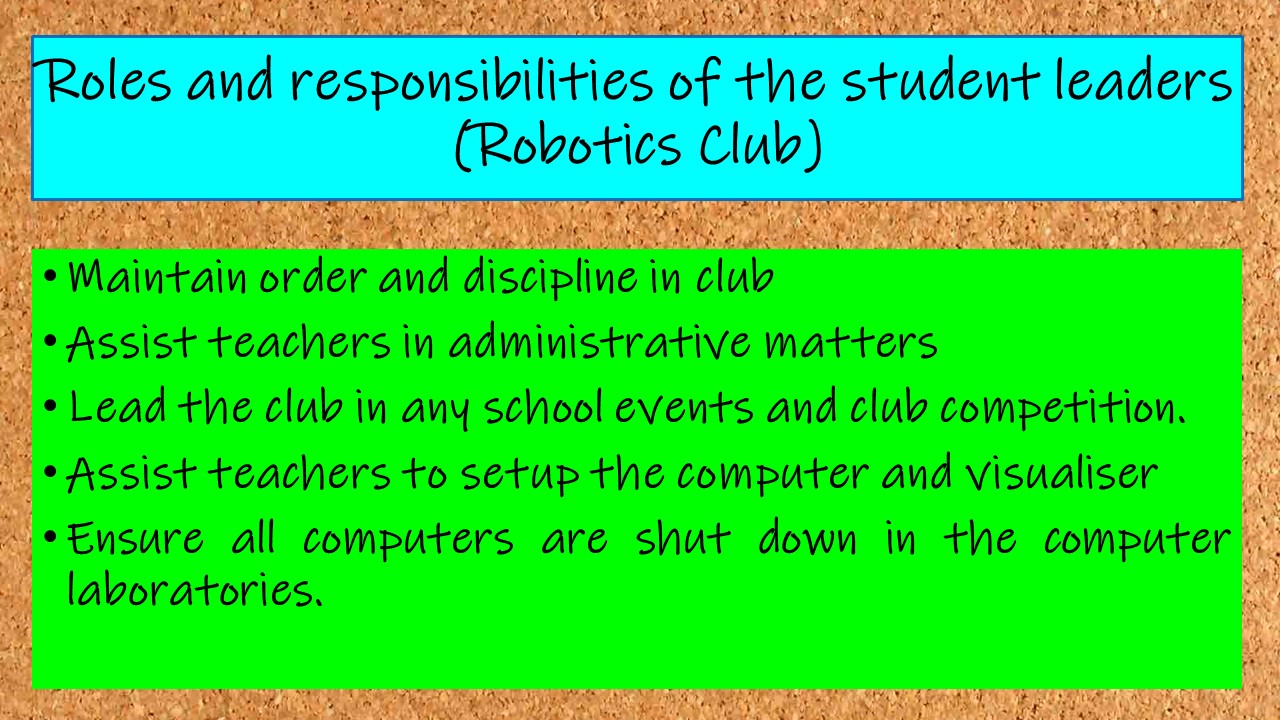 Roles and responsibilities of the student leaders
(Robotics Club)
• Maintain order and discipline in club
• Assist teachers in administrative matters
• Lead the club in any school events and club competition.
• Assist teachers to setup the computer and visualiser
• Ensure all computers are shut down in the computer
laboratories.